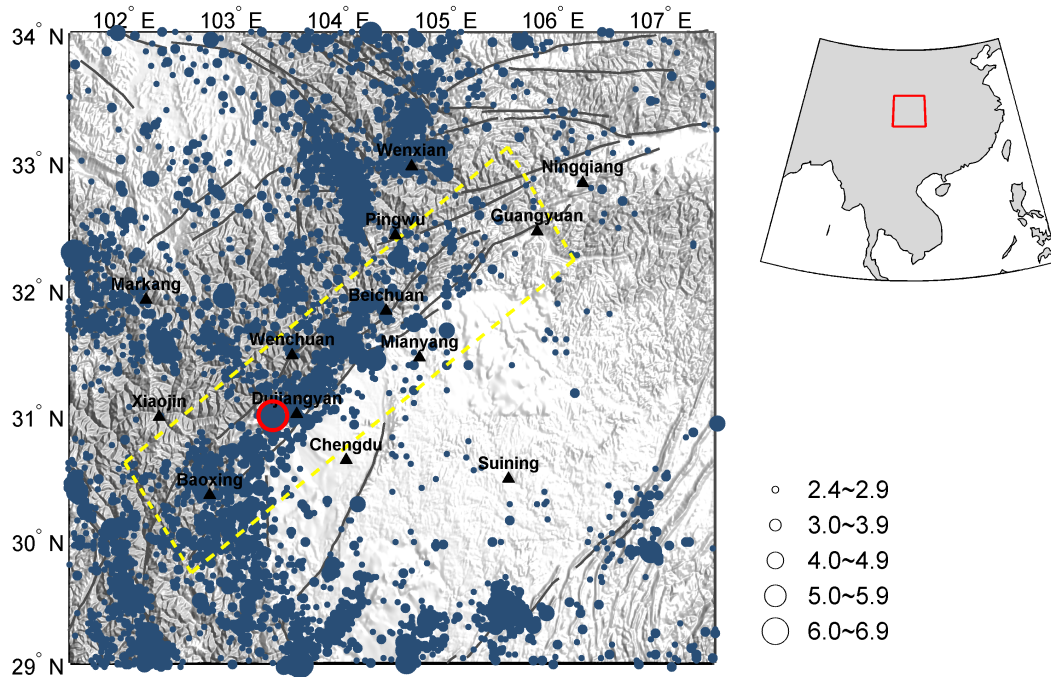 102° E 103° E 104° E 105° E 106° E 107° E
34° N
33° N
32° N
31° N
30° N
29° N
Wenxian
Ningqiang
Pingwu
Guangyuan
Markang
Beichuan
Wenchuan
Mianyang
Xiaojin
Dujiangyan
Chengdu
Suining
Baoxing
2.4~2.9
3.0~3.9
4.0~4.9
5.0~5.9
6.0~6.9